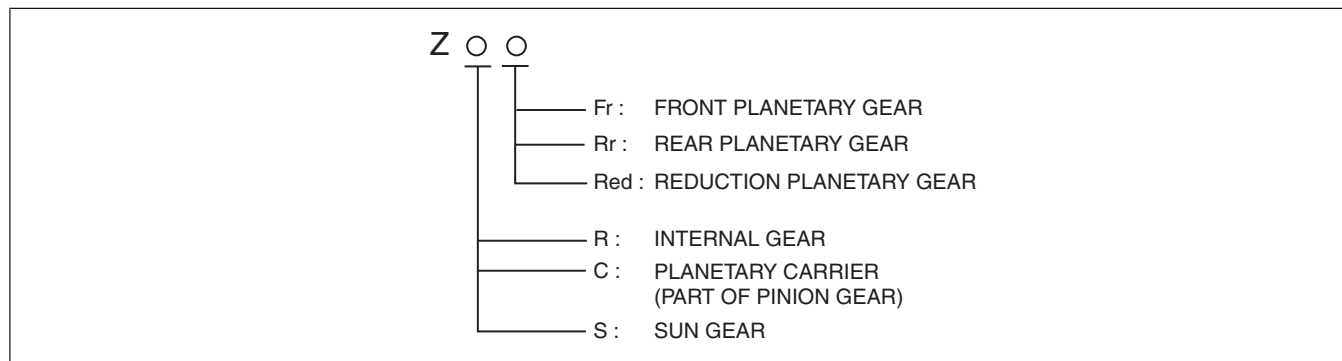 Z ○ ○
Fr : FRONT PLANETARY GEAR
Rr : REAR PLANETARY GEAR
Red : REDUCTION PLANETARY GEAR
R : INTERNAL GEAR
C : PLANETARY CARRIER
(PART OF PINION GEAR)
S : SUN GEAR